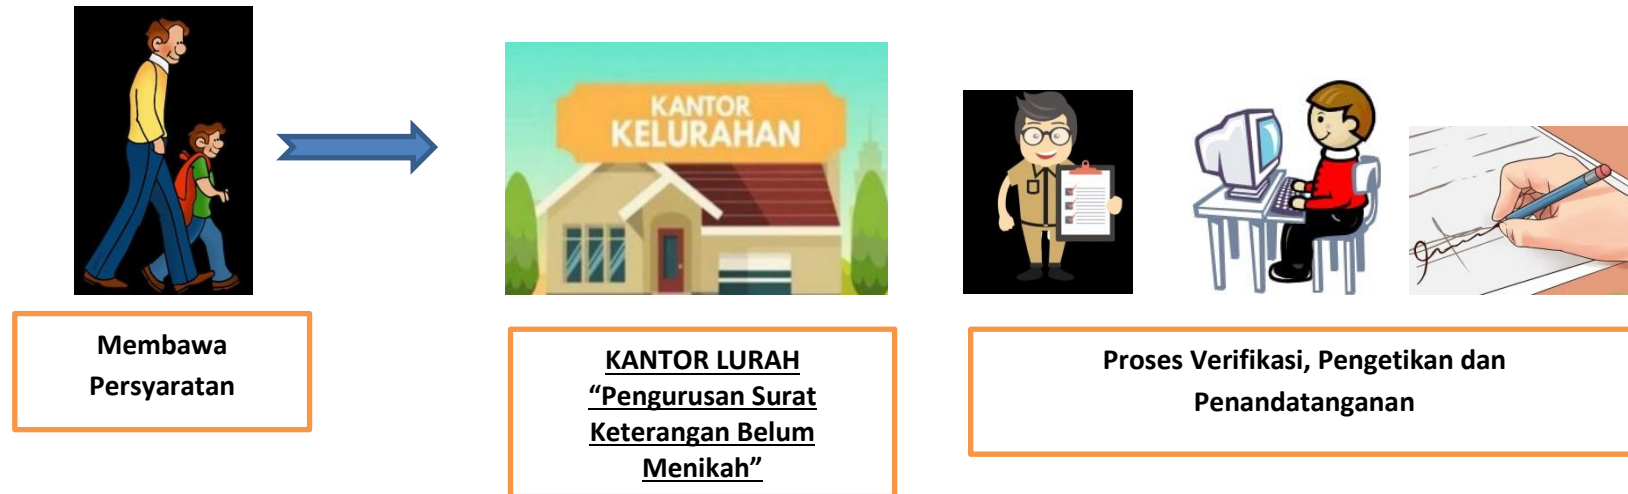 KANTOR
KELURAHAN
Membawa
Persyaratan
KANTOR LURAH
“Pengurusan Surat
Keterangan Belum
Menikah”
Proses Verifikasi, Pengetikan dan
Penandatanganan